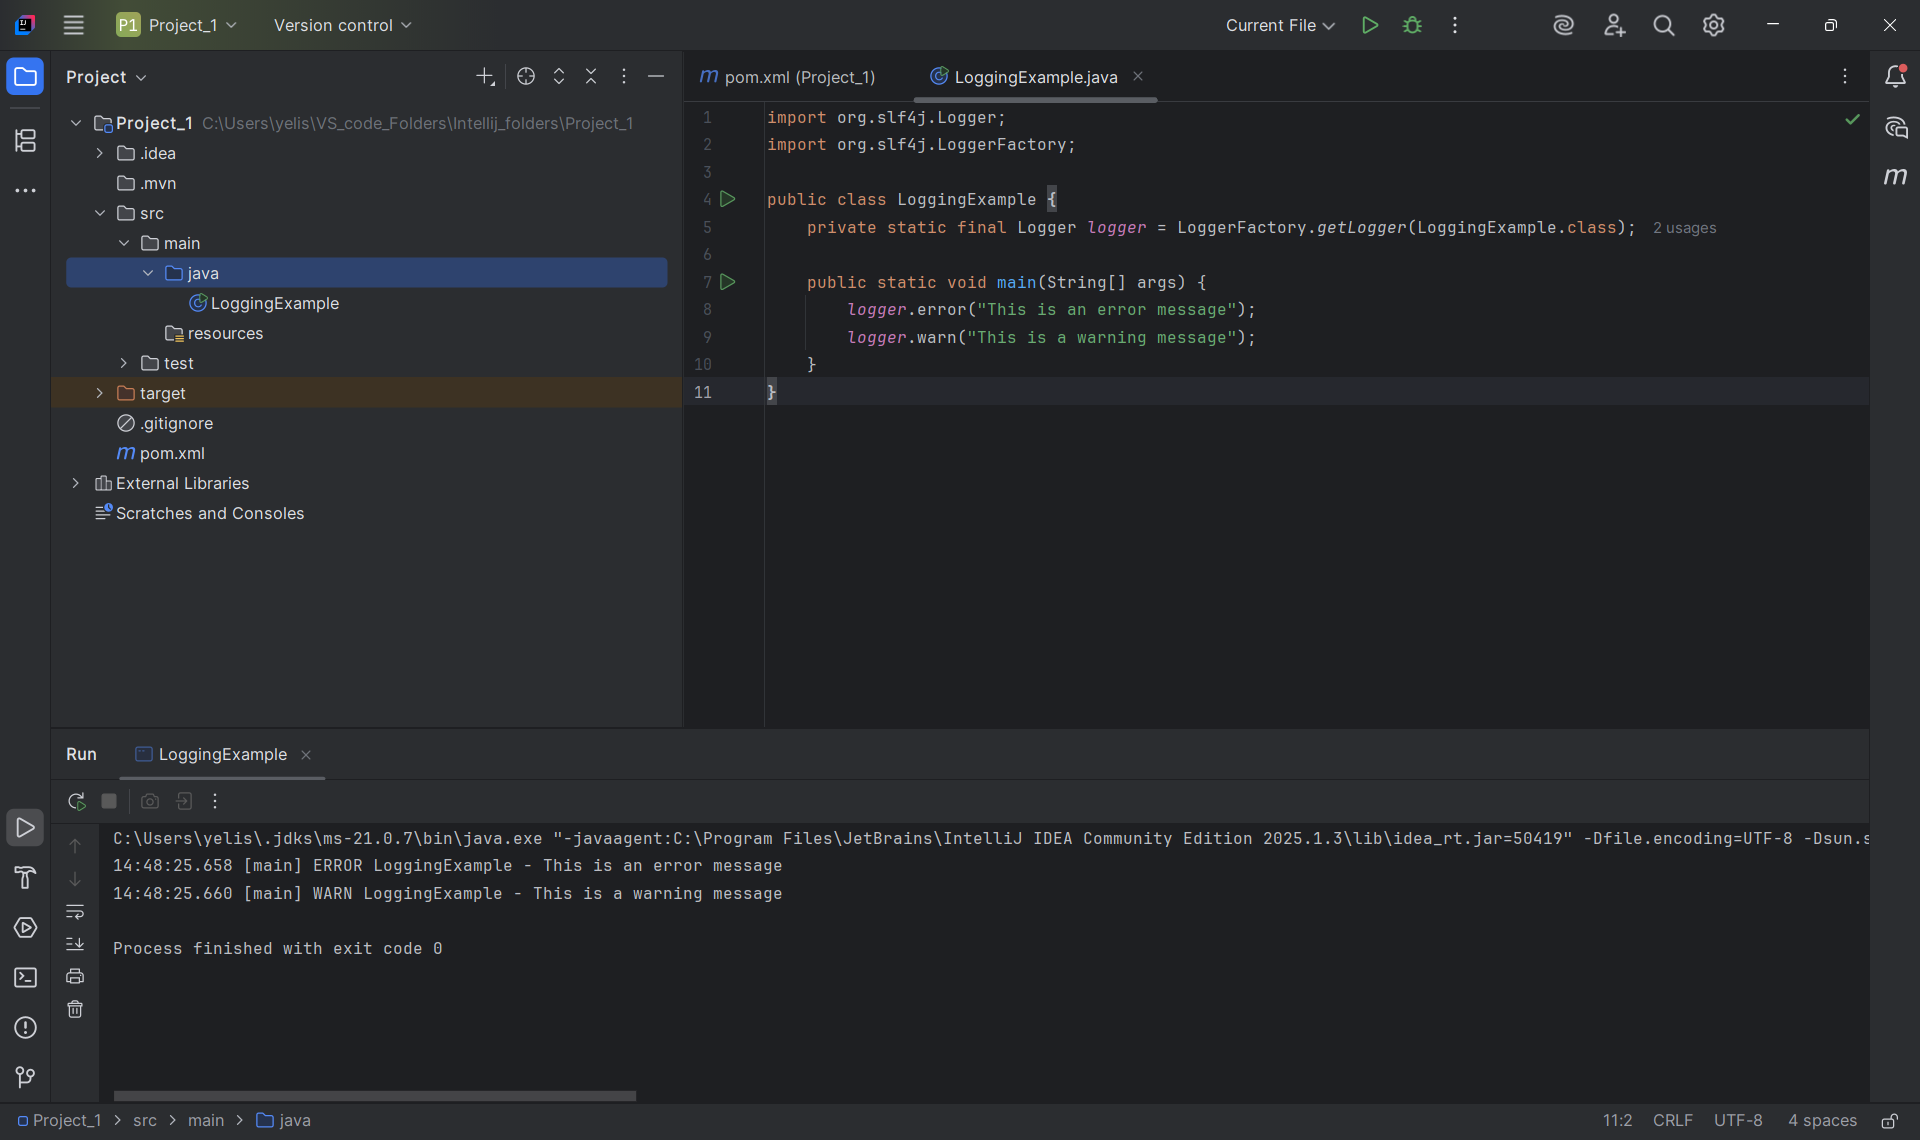 P1 Project_1 Version control Current File
Project
pom.xml (Project_1) LoggingExample.java
Project_1 C:\Users\yelis\VS_code_Folders\Intellij_folders\Project_1
.idea
.mvn
src
main
java
LoggingExample
resources
test
target
.gitignore
pom.xml
External Libraries
Scratches and Consoles
1 import org.slf4j.Logger;
2 import org.slf4j.LoggerFactory;
3
4 public class LoggingExample {
5 private static final Logger logger = LoggerFactory.getLogger(LoggingExample.class); 2 usages
6
7 public static void main(String[] args) {
8 logger.error("This is an error message");
9 logger.warn("This is a warning message");
10 }
11 }
Run LoggingExample
C:\Users\yelis\.jdks\ms-21.0.7\bin\java.exe "-javaagent:C:\Program Files\JetBrains\IntelliJ IDEA Community Edition 2025.1.3\lib\idea_rt.jar=50419" -Dfile.encoding=UTF-8 -Dsun.s
14:48:25.658 [main] ERROR LoggingExample - This is an error message
14:48:25.660 [main] WARN LoggingExample - This is a warning message
Process finished with exit code 0
Project_1 > src > main > java 11:2 CRLF UTF-8 4 spaces